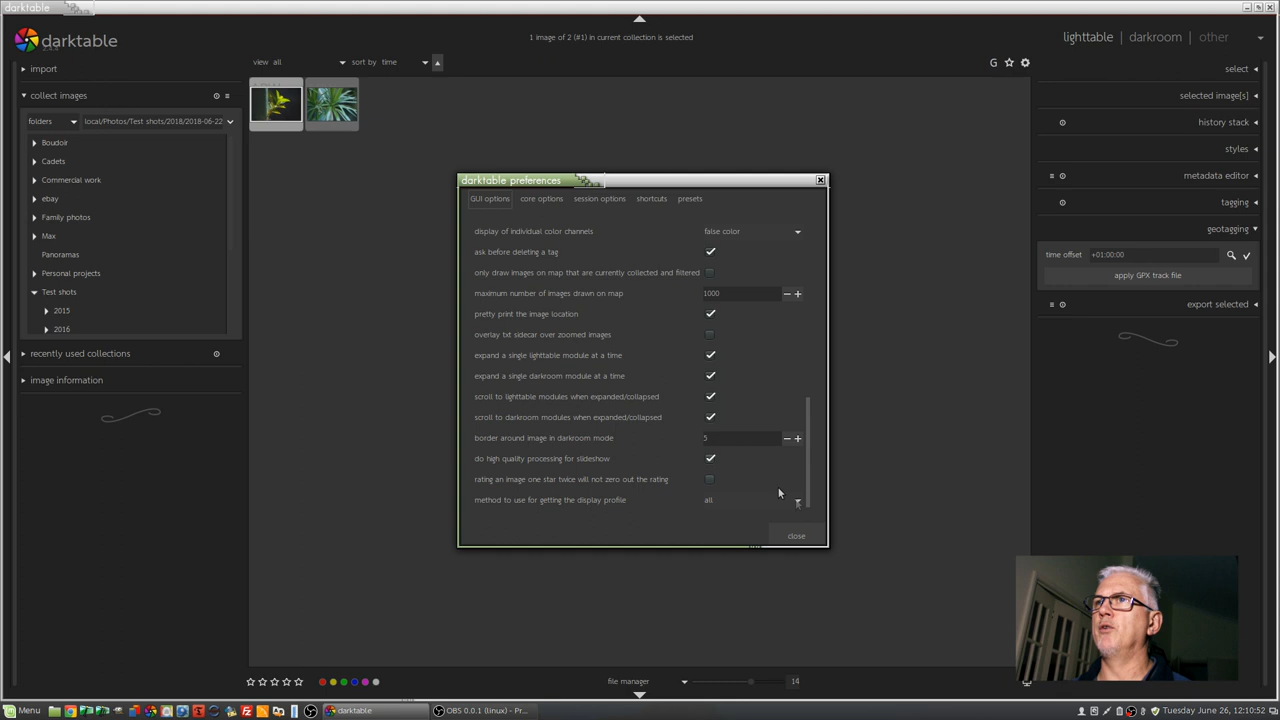 darktable
darktable
1 image of 2 (#1) in current collection is selected
lighttable | darkroom | other
import
view all
sort by time
G
select
collect images
selected image[s]
folders
local/Photos/Test shots/2018/2018-06-22
history stack
Boudoir
Cadets
styles
Commercial work
metadata editor
ebay
tagging
Family photos
geotagging
Max
Panoramas
time offset +01:00:00
Personal projects
apply GPX track file
Test shots
export selected
2015
2016
recently used collections
image information
darktable preferences
GUI options
core options
session options
shortcuts
presets
display of individual color channels false color
ask before deleting a tag
only draw images on map that are currently collected and filtered
maximum number of images drawn on map 1000
pretty print the image location
overlay txt sidecar over zoomed images
expand a single lighttable module at a time
expand a single darkroom module at a time
scroll to lighttable modules when expanded/collapsed
scroll to darkroom modules when expanded/collapsed
border around image in darkroom mode 5
do high quality processing for slideshow
rating an image one star twice will not zero out the rating
method to use for getting the display profile all
close
file manager
14
Menu
darktable
OBS 0.0.1 (linux) - Pr...
Tuesday June 26, 12:10:52